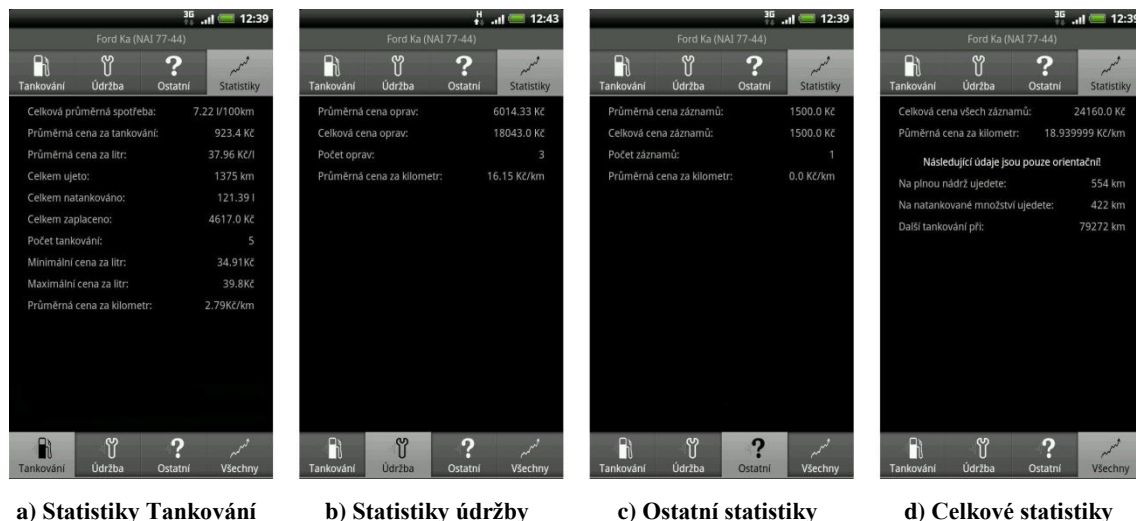 3G 12:39
Ford Ka (NAI 77-44)
Tankování Údržba Ostatní Statistiky
Celková průměrná spotřeba: 7.22 l/100km
Průměrná cena za tankování: 923.4 Kč
Průměrná cena za litr: 37.96 Kč/l
Celkem ujeto: 1375 km
Celkem natankováno: 121.39 l
Celkem zaplaceno: 4617.0 Kč
Počet tankování: 5
Minimální cena za litr: 34.91Kč
Maximální cena za litr: 39.8Kč
Průměrná cena za kilometr: 2.79Kč/km
Tankování Údržba Ostatní Všechny
a) Statistiky Tankování
H 12:43
Ford Ka (NAI 77-44)
Tankování Údržba Ostatní Statistiky
Průměrná cena oprav: 6014.33 Kč
Celková cena oprav: 18043.0 Kč
Počet oprav: 3
Průměrná cena za kilometr: 16.15 Kč/km
Tankování Údržba Ostatní Všechny
b) Statistiky údržby
3G 12:39
Ford Ka (NAI 77-44)
Tankování Údržba Ostatní Statistiky
Průměrná cena záznamů: 1500.0 Kč
Celková cena záznamů: 1500.0 Kč
Počet záznamů: 1
Průměrná cena za kilometr: 0.0 Kč/km
Tankování Údržba Ostatní Všechny
c) Ostatní statistiky
3G 12:39
Ford Ka (NAI 77-44)
Tankování Údržba Ostatní Statistiky
Celková cena všech záznamů: 24160.0 Kč
Půměrná cena za kilometr: 18.939999 Kč/km
Následující údaje jsou pouze orientační!
Na plnou nádrž ujedete: 554 km
Na natankované množství ujedete: 422 km
Další tankování při: 79272 km
Tankování Údržba Ostatní Všechny
d) Celkové statistiky